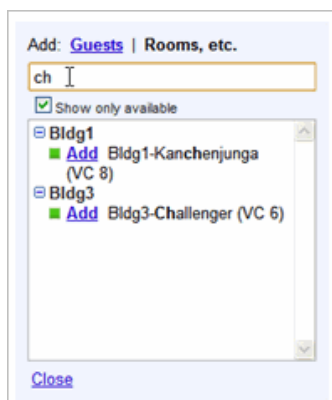 Add: Guests | Rooms, etc.
ch
Show only available
Bldg1
Add Bldg1-Kanchenjunga
(VC 8)
Bldg3
Add Bldg3-Challenger (VC 6)
Close